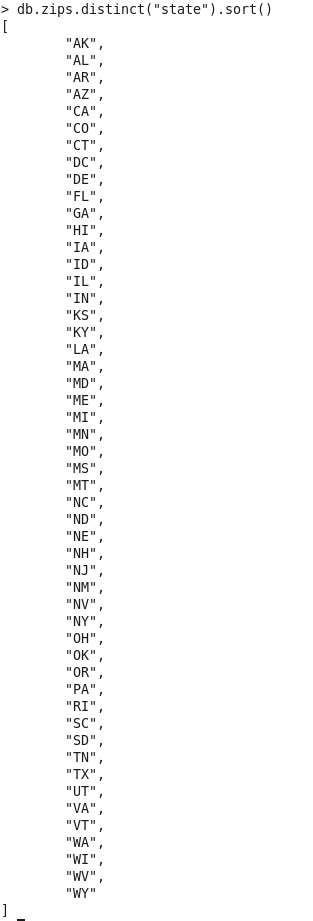 > db.zips.distinct("state").sort()
[
"AK",
"AL",
"AR",
"AZ",
"CA",
"CO",
"CT",
"DC",
"DE",
"FL",
"GA",
"HI",
"IA",
"ID",
"IL",
"IN",
"KS",
"KY",
"LA",
"MA",
"MD",
"ME",
"MI",
"MN",
"MO",
"MS",
"MT",
"NC",
"ND",
"NE",
"NH",
"NJ",
"NM",
"NV",
"NY",
"OH",
"OK",
"OR",
"PA",
"RI",
"SC",
"SD",
"TN",
"TX",
"UT",
"VA",
"VT",
"WA",
"WI",
"WV",
"WY"
] _